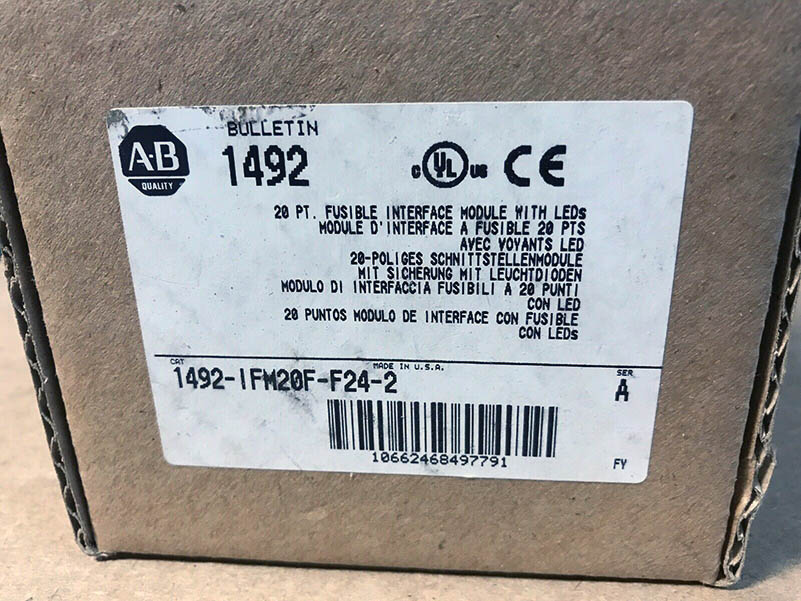 BULLETIN
1492
A-B
QUALITY
C UL US CE
20 PT. FUSIBLE INTERFACE MODULE WITH LEDs
MODULE D'INTERFACE A FUSIBLE 20 PTS
AVEC VOYANTS LED
20-POLIGES SCHNITTSTELLENMODULE
MIT SICHERUNG MIT LEUCHTDIODEN
MODULO DI INTERFACCIA FUSIBILI A 20 PUNTI
CON LED
20 PUNTOS MODULO DE INTERFACE CON FUSIBLE
CON LEDs
CAT MADE IN U.S.A. SER
1492-IFM20F-F24-2 A
10662468497791
FY